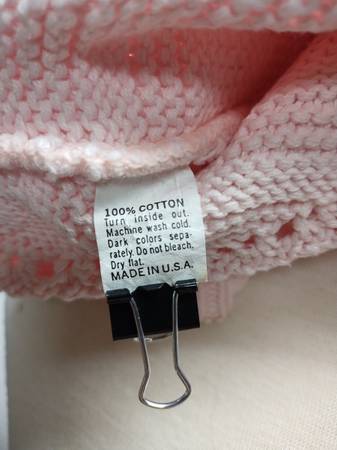 100% COTTON
Turn inside out.
Machine wash cold.
Dark colors sepa-
rately. Do not bleach.
Dry flat.
MADE IN U.S.A.